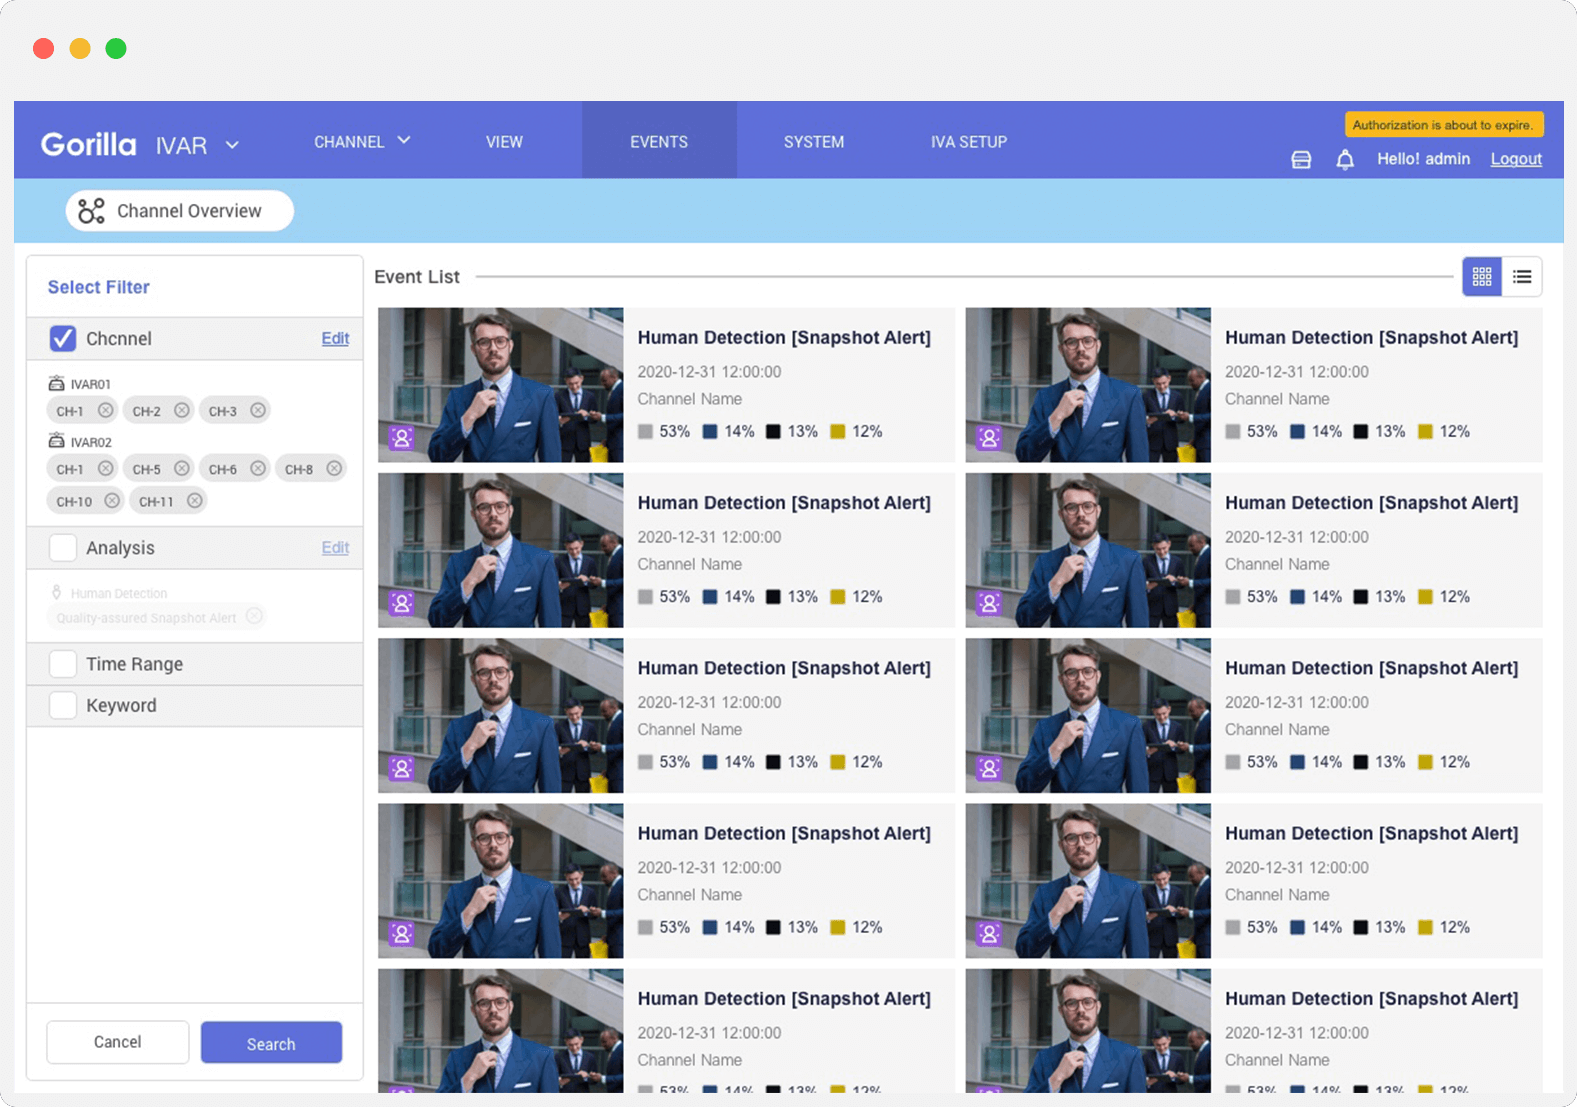 Gorilla IVAR
CHANNEL
VIEW
EVENTS
SYSTEM
IVA SETUP
Authorization is about to expire.
Hello! admin
Logout
Channel Overview
Select Filter
Chcnnel
Edit
IVAR01
CH-1 CH-2 CH-3
IVAR02
CH-1 CH-5 CH-6 CH-8
CH-10 CH-11
Analysis
Edit
Human Detection
Quality-assured Snapshot Alert
Time Range
Keyword
Cancel
Search
Event List
Human Detection [Snapshot Alert]
2020-12-31 12:00:00
Channel Name
53% 14% 13% 12%
Human Detection [Snapshot Alert]
2020-12-31 12:00:00
Channel Name
53% 14% 13% 12%
Human Detection [Snapshot Alert]
2020-12-31 12:00:00
Channel Name
53% 14% 13% 12%
Human Detection [Snapshot Alert]
2020-12-31 12:00:00
Channel Name
53% 14% 13% 12%
Human Detection [Snapshot Alert]
2020-12-31 12:00:00
Channel Name
53% 14% 13% 12%
Human Detection [Snapshot Alert]
2020-12-31 12:00:00
Channel Name
53% 14% 13% 12%
Human Detection [Snapshot Alert]
2020-12-31 12:00:00
Channel Name
53% 14% 13% 12%
Human Detection [Snapshot Alert]
2020-12-31 12:00:00
Channel Name
53% 14% 13% 12%
Human Detection [Snapshot Alert]
2020-12-31 12:00:00
Channel Name
53% 14% 13% 12%
Human Detection [Snapshot Alert]
2020-12-31 12:00:00
Channel Name
53% 14% 13% 12%